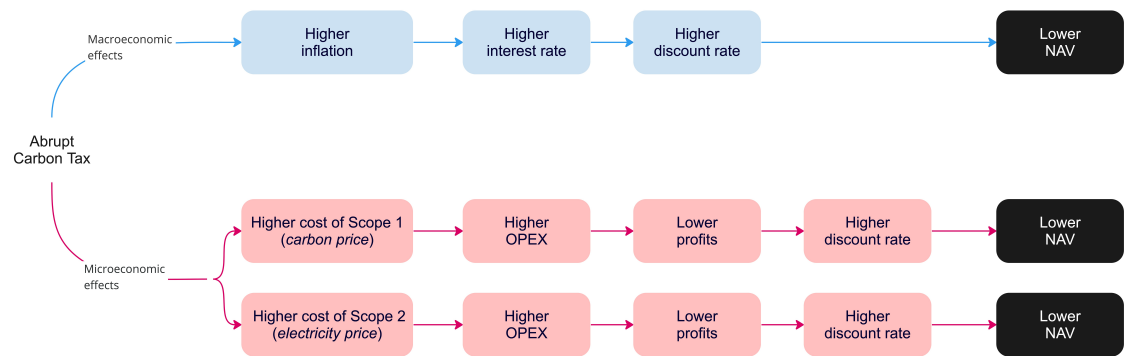 Macroeconomic
effects
Higher
inflation
Higher
interest rate
Higher
discount rate
Lower
NAV
Abrupt
Carbon Tax
Microeconomic
effects
Higher cost of Scope 1
(carbon price)
Higher
OPEX
Lower
profits
Higher
discount rate
Lower
NAV
Higher cost of Scope 2
(electricity price)
Higher
OPEX
Lower
profits
Higher
discount rate
Lower
NAV